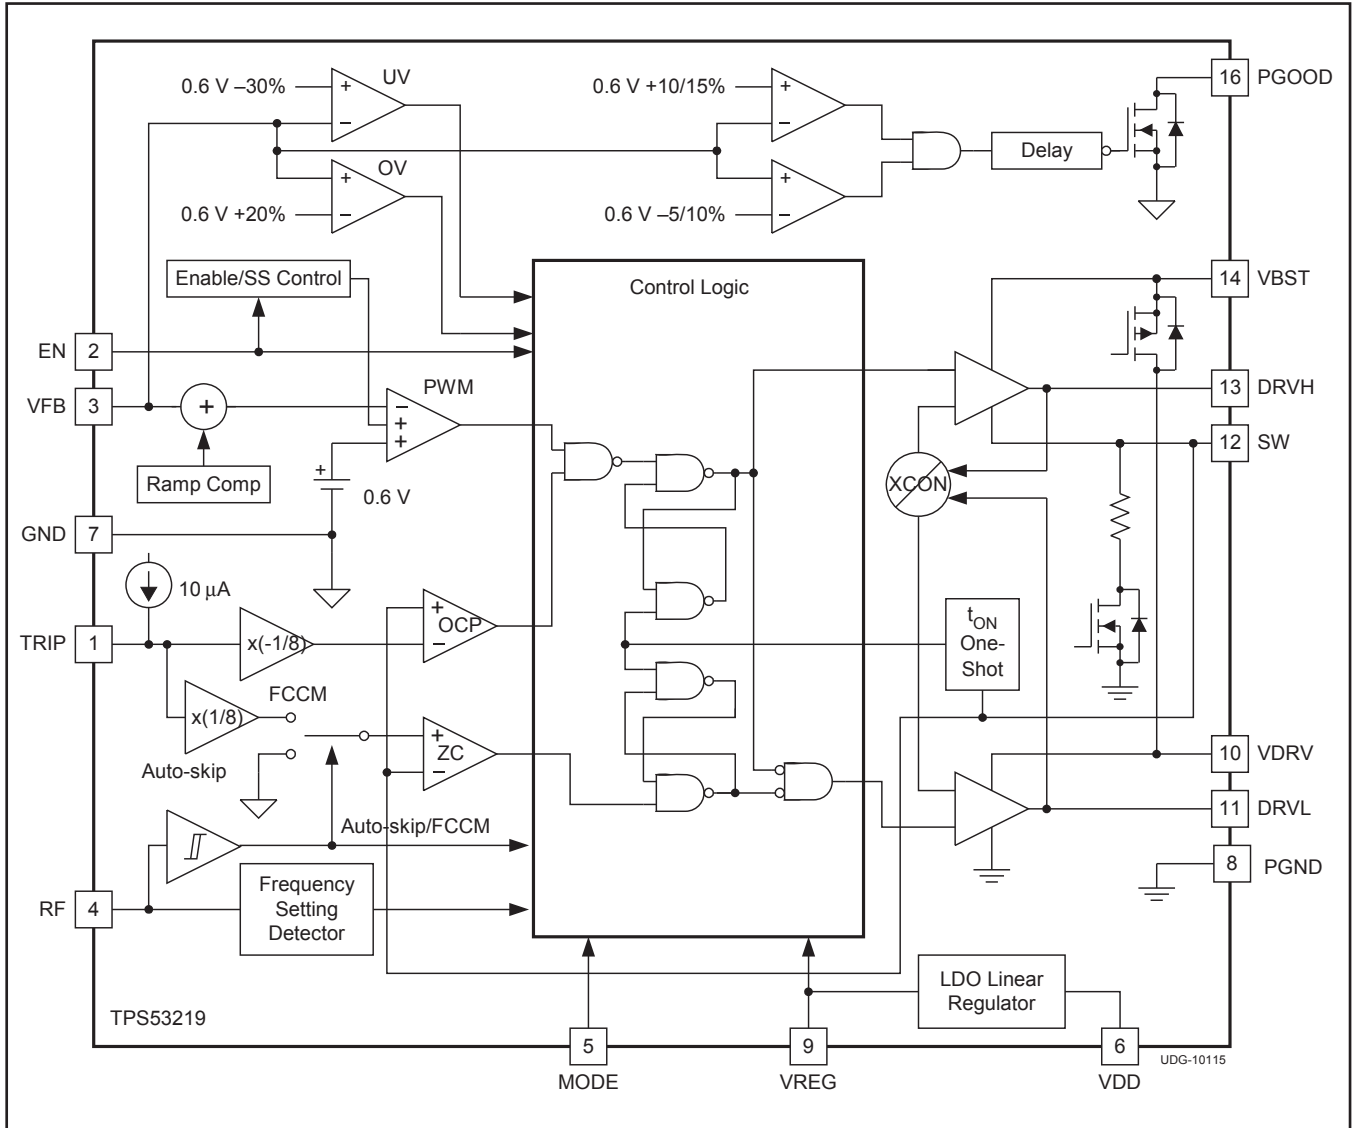 0.6 V –30%
+
–
UV
0.6 V +10/15%
+
–
16
PGOOD
Delay
+
–
OV
0.6 V +20%
+
–
0.6 V –5/10%
Enable/SS Control
Control Logic
14
VBST
EN
2
VFB
3
+
PWM
–
+
+
13
DRVH
12
SW
Ramp Comp
+
0.6 V
XCON
GND
7
10 µA
TRIP
1
x(-1/8)
+
OCP
–
tON
One-
Shot
FCCM
x(1/8)
Auto-skip
+
ZC
–
10
VDRV
11
DRVL
Auto-skip/FCCM
8
PGND
RF
4
Frequency
Setting
Detector
LDO Linear
Regulator
TPS53219
5
MODE
9
VREG
6
VDD
UDG-10115